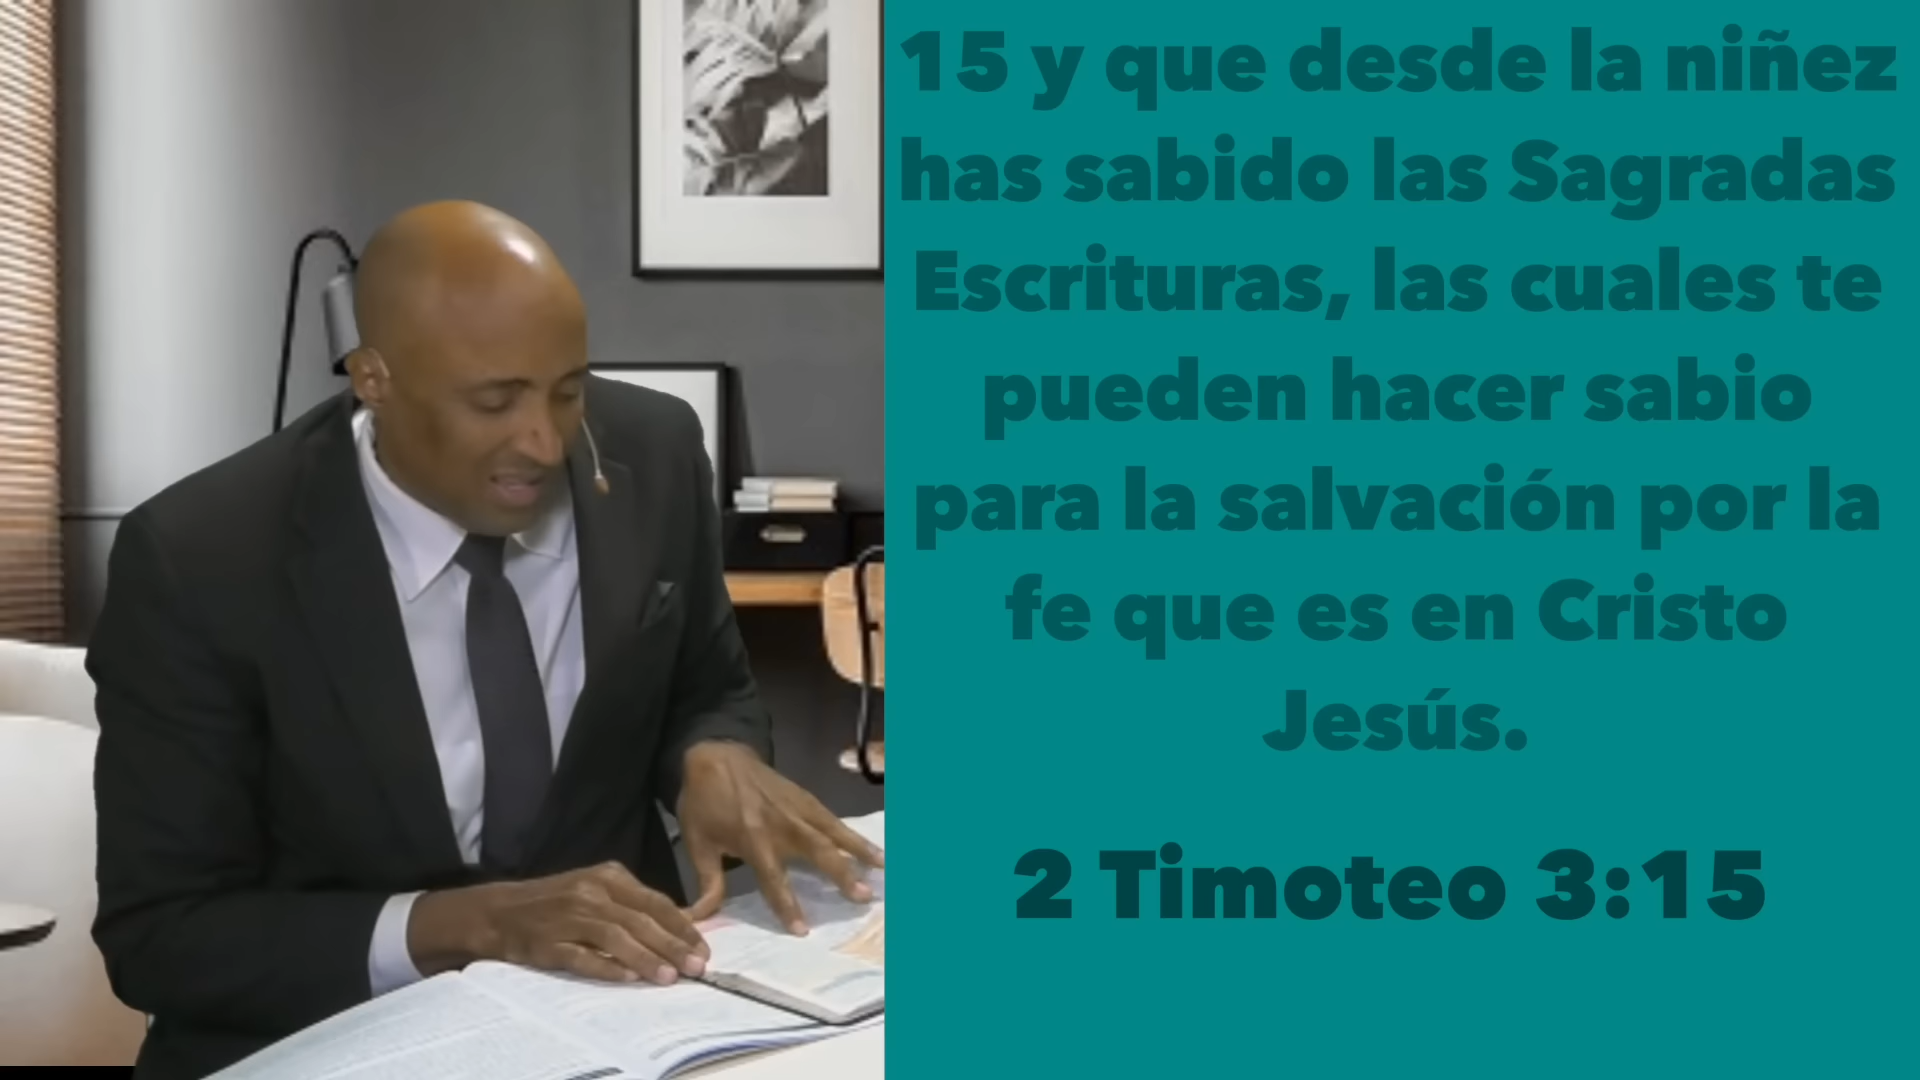 15 y que desde la niñez
has sabido las Sagradas
Escrituras, las cuales te
pueden hacer sabio
para la salvación por la
fe que es en Cristo
Jesús.
2 Timoteo 3:15